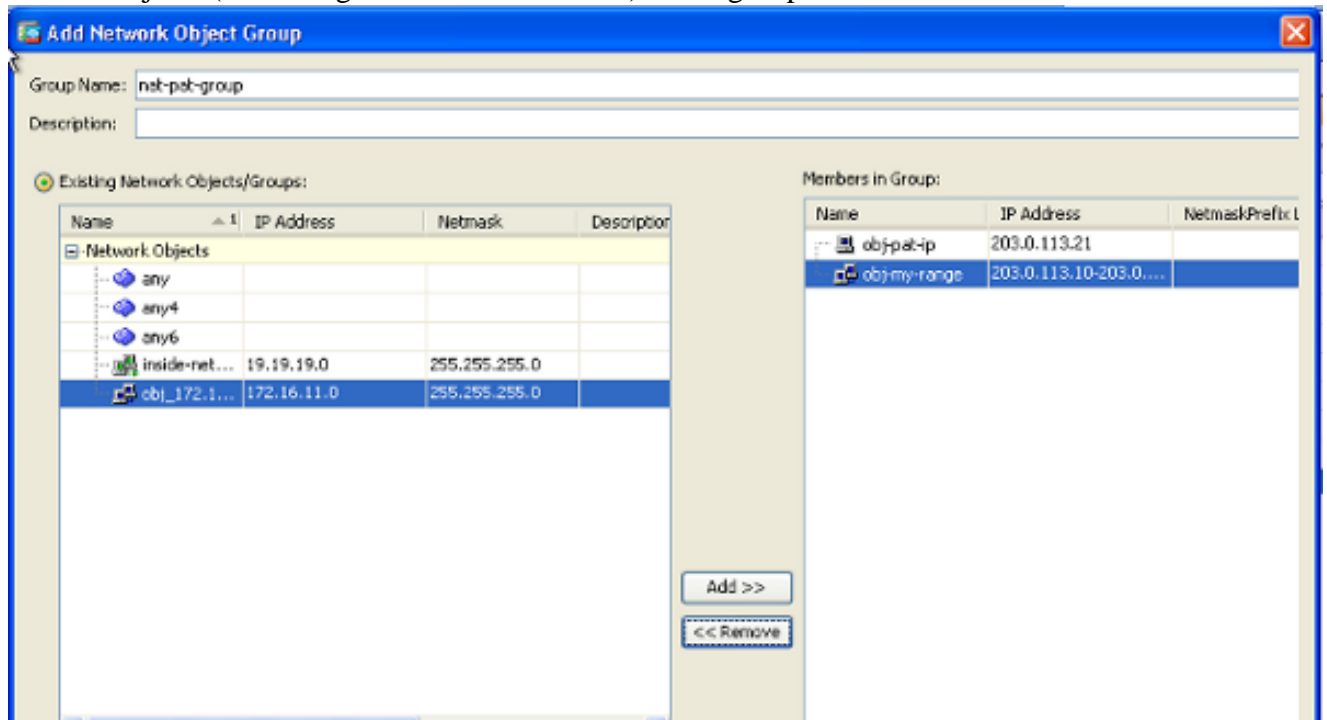 Add Network Object Group
Group Name: nat-pat-group
Description:
Existing Network Objects/Groups:
Name 1 IP Address Netmask Description
Network Objects
any
any4
any6
inside-net... 19.19.19.0 255.255.255.0
obj_172.1... 172.16.11.0 255.255.255.0
Add >>
<< Remove
Members in Group:
Name IP Address NetmaskPrefix L
obj-pat-ip 203.0.113.21
obj-my-range 203.0.113.10-203.0....